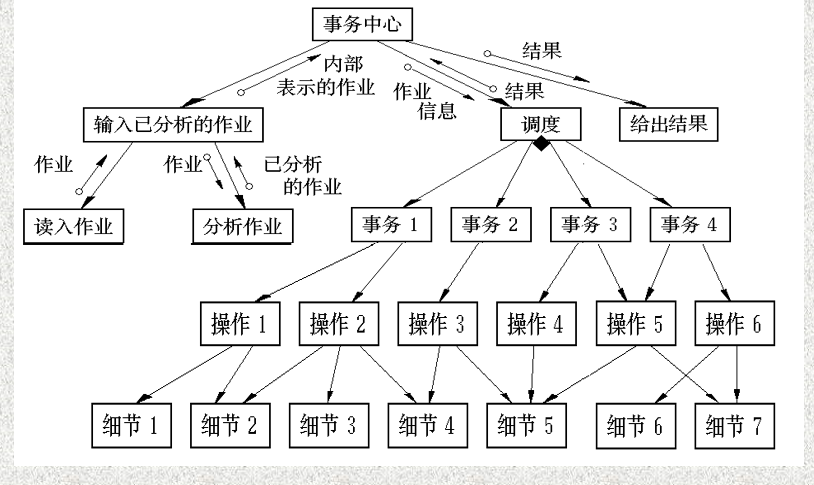 事务中心
结果
内部
表示的作业
作业
信息
结果
输入已分析的作业
调度
给出结果
作业
作业
已分析
的作业
读入作业
分析作业
事务 1
事务 2
事务 3
事务 4
操作 1
操作 2
操作 3
操作 4
操作 5
操作 6
细节 1
细节 2
细节 3
细节 4
细节 5
细节 6
细节 7